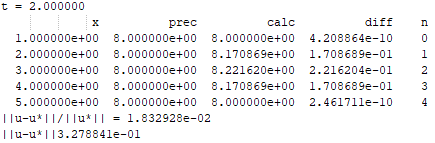 t = 2.000000
x prec calc diff n
1.000000e+00 8.000000e+00 8.000000e+00 4.208864e-10 0
2.000000e+00 8.000000e+00 8.170869e+00 1.708689e-01 1
3.000000e+00 8.000000e+00 8.221620e+00 2.216204e-01 2
4.000000e+00 8.000000e+00 8.170869e+00 1.708689e-01 3
5.000000e+00 8.000000e+00 8.000000e+00 2.461711e-10 4
||u-u*||/||u*|| = 1.832928e-02
||u-u*||3.278841e-01